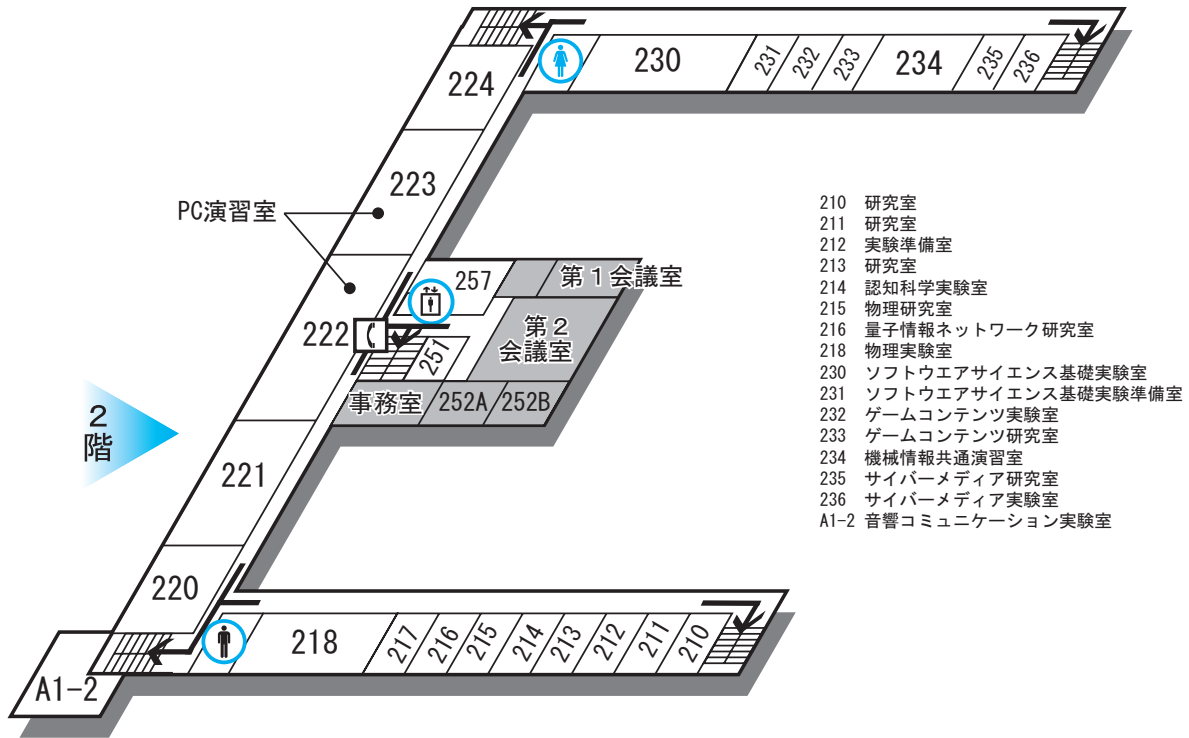 224
230
231
232
233
234
235
236
223
PC演習室
257
第1会議室
222
第2
会議室
251
事務室
252A
252B
2
階
221
220
218
217
216
215
214
213
212
211
210
A1-2
210 研究室
211 研究室
212 実験準備室
213 研究室
214 認知科学実験室
215 物理研究室
216 量子情報ネットワーク研究室
218 物理実験室
230 ソフトウエアサイエンス基礎実験室
231 ソフトウエアサイエンス基礎実験準備室
232 ゲームコンテンツ実験室
233 ゲームコンテンツ研究室
234 機械情報共通演習室
235 サイバーメディア研究室
236 サイバーメディア実験室
A1-2 音響コミュニケーション実験室